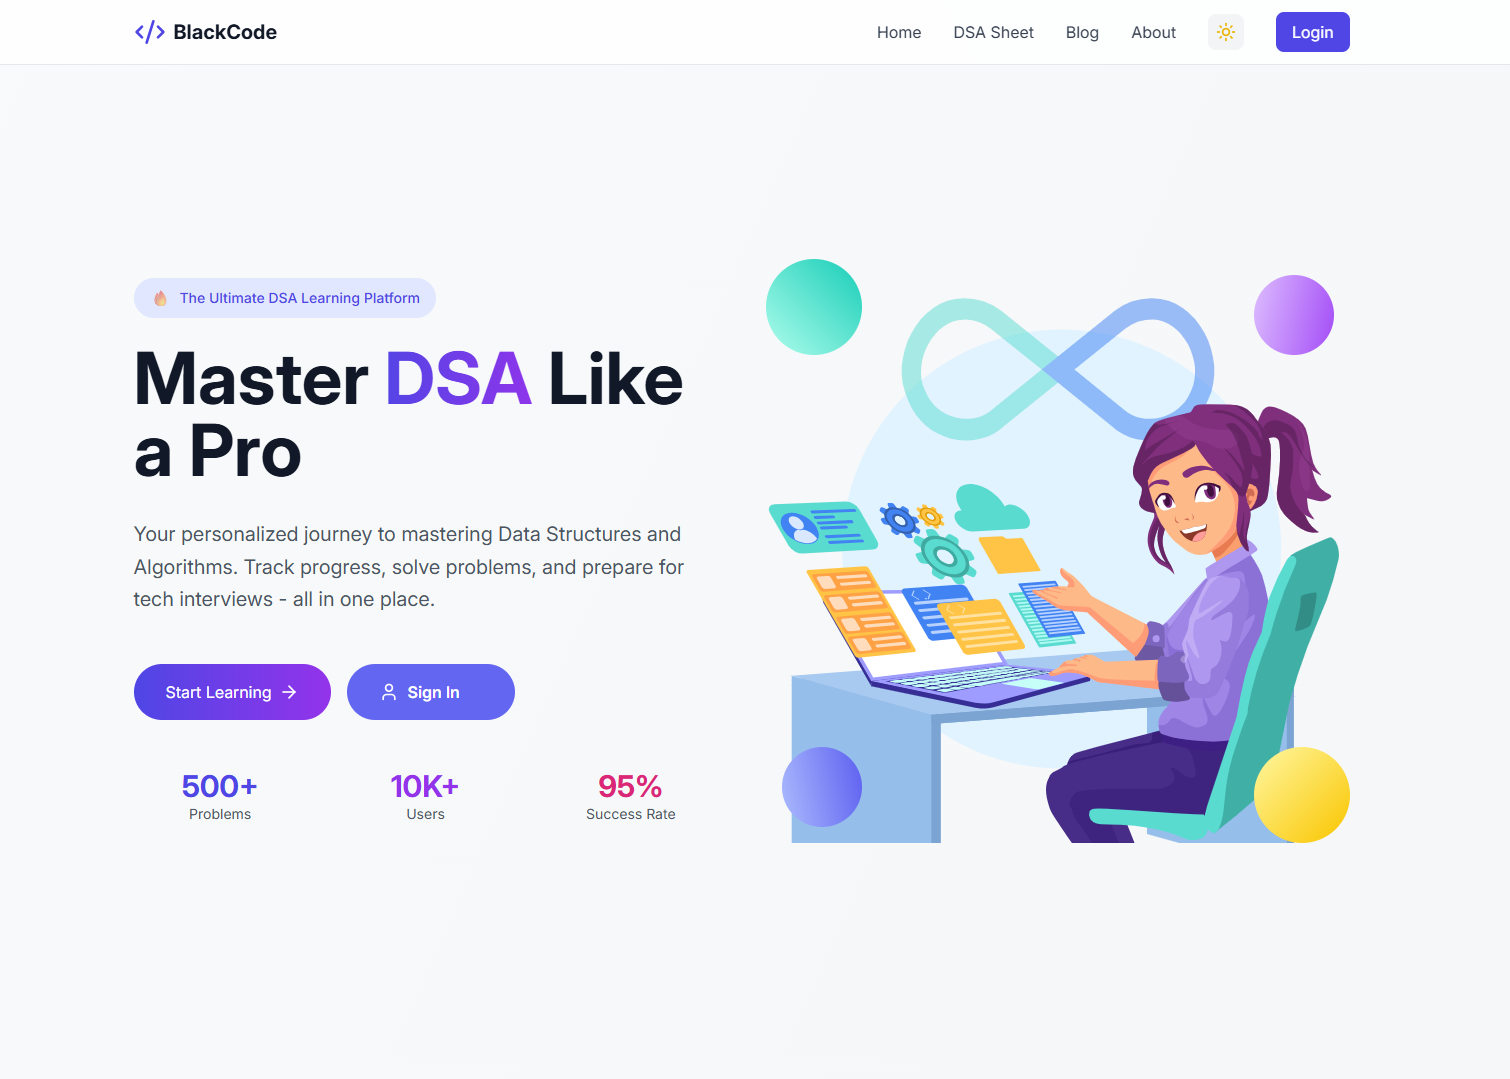 BlackCode
Home
DSA Sheet
Blog
About
Login
The Ultimate DSA Learning Platform
Master DSA Like
a Pro
Your personalized journey to mastering Data Structures and
Algorithms. Track progress, solve problems, and prepare for
tech interviews - all in one place.
Start Learning
Sign In
500+
Problems
10K+
Users
95%
Success Rate